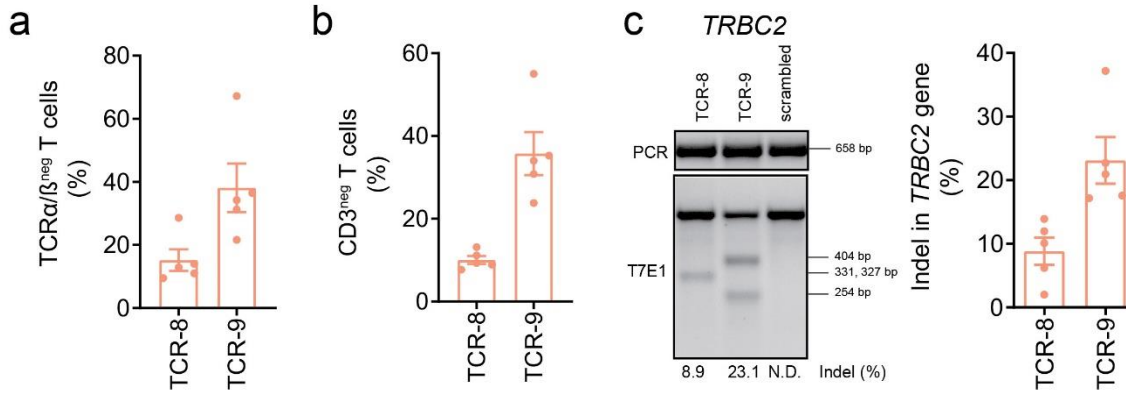 a
TCRα/ßneg T cells
(%)
80
60
40
20
0
TCR-8
TCR-9
b
CD3neg T cells
(%)
60
40
20
0
TCR-8
TCR-9
c
TRBC2
TCR-8
TCR-9
scrambled
PCR
658 bp
T7E1
404 bp
331, 327 bp
254 bp
8.9 23.1 N.D. Indel (%)
Indel in TRBC2 gene
(%)
40
30
20
10
0
TCR-8
TCR-9